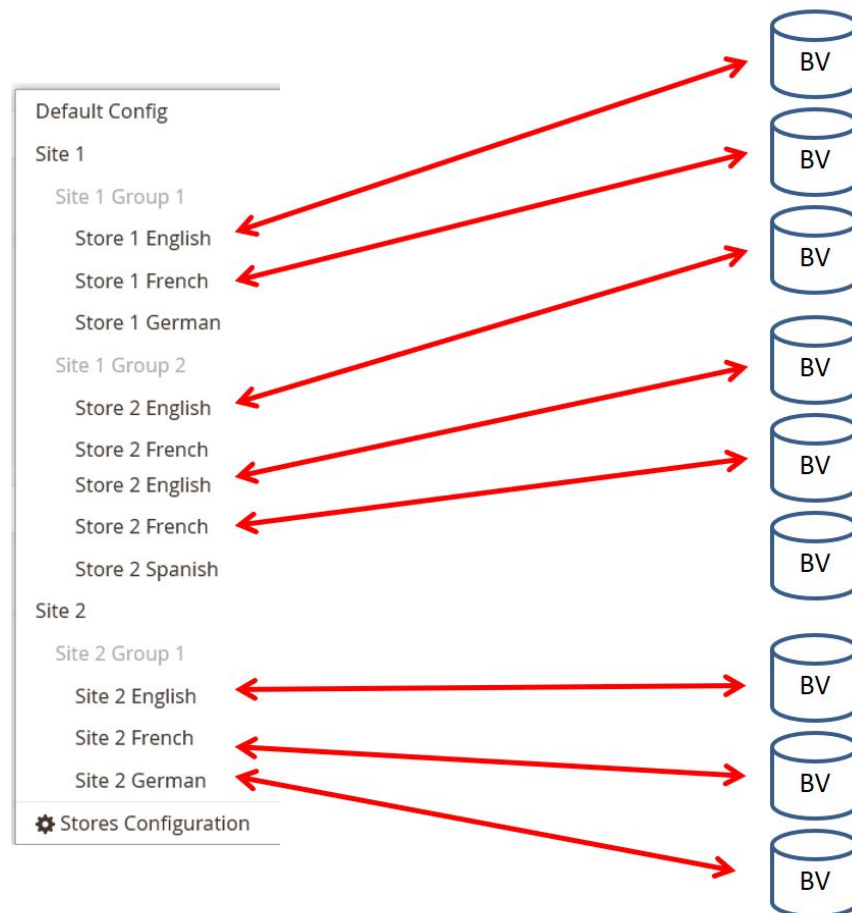 Default Config
Site 1
Site 1 Group 1
Store 1 English
Store 1 French
Store 1 German
Site 1 Group 2
Store 2 English
Store 2 French
Store 2 English
Store 2 French
Store 2 Spanish
Site 2
Site 2 Group 1
Site 2 English
Site 2 French
Site 2 German
Stores Configuration
BV
BV
BV
BV
BV
BV
BV
BV
BV